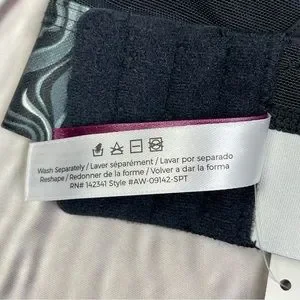 Wash Separately / Laver séparément / Lavar por separado
Reshape / Redonner de la forme / Volver a dar la forma
RN# 142341 Style #AW-09142-SPT